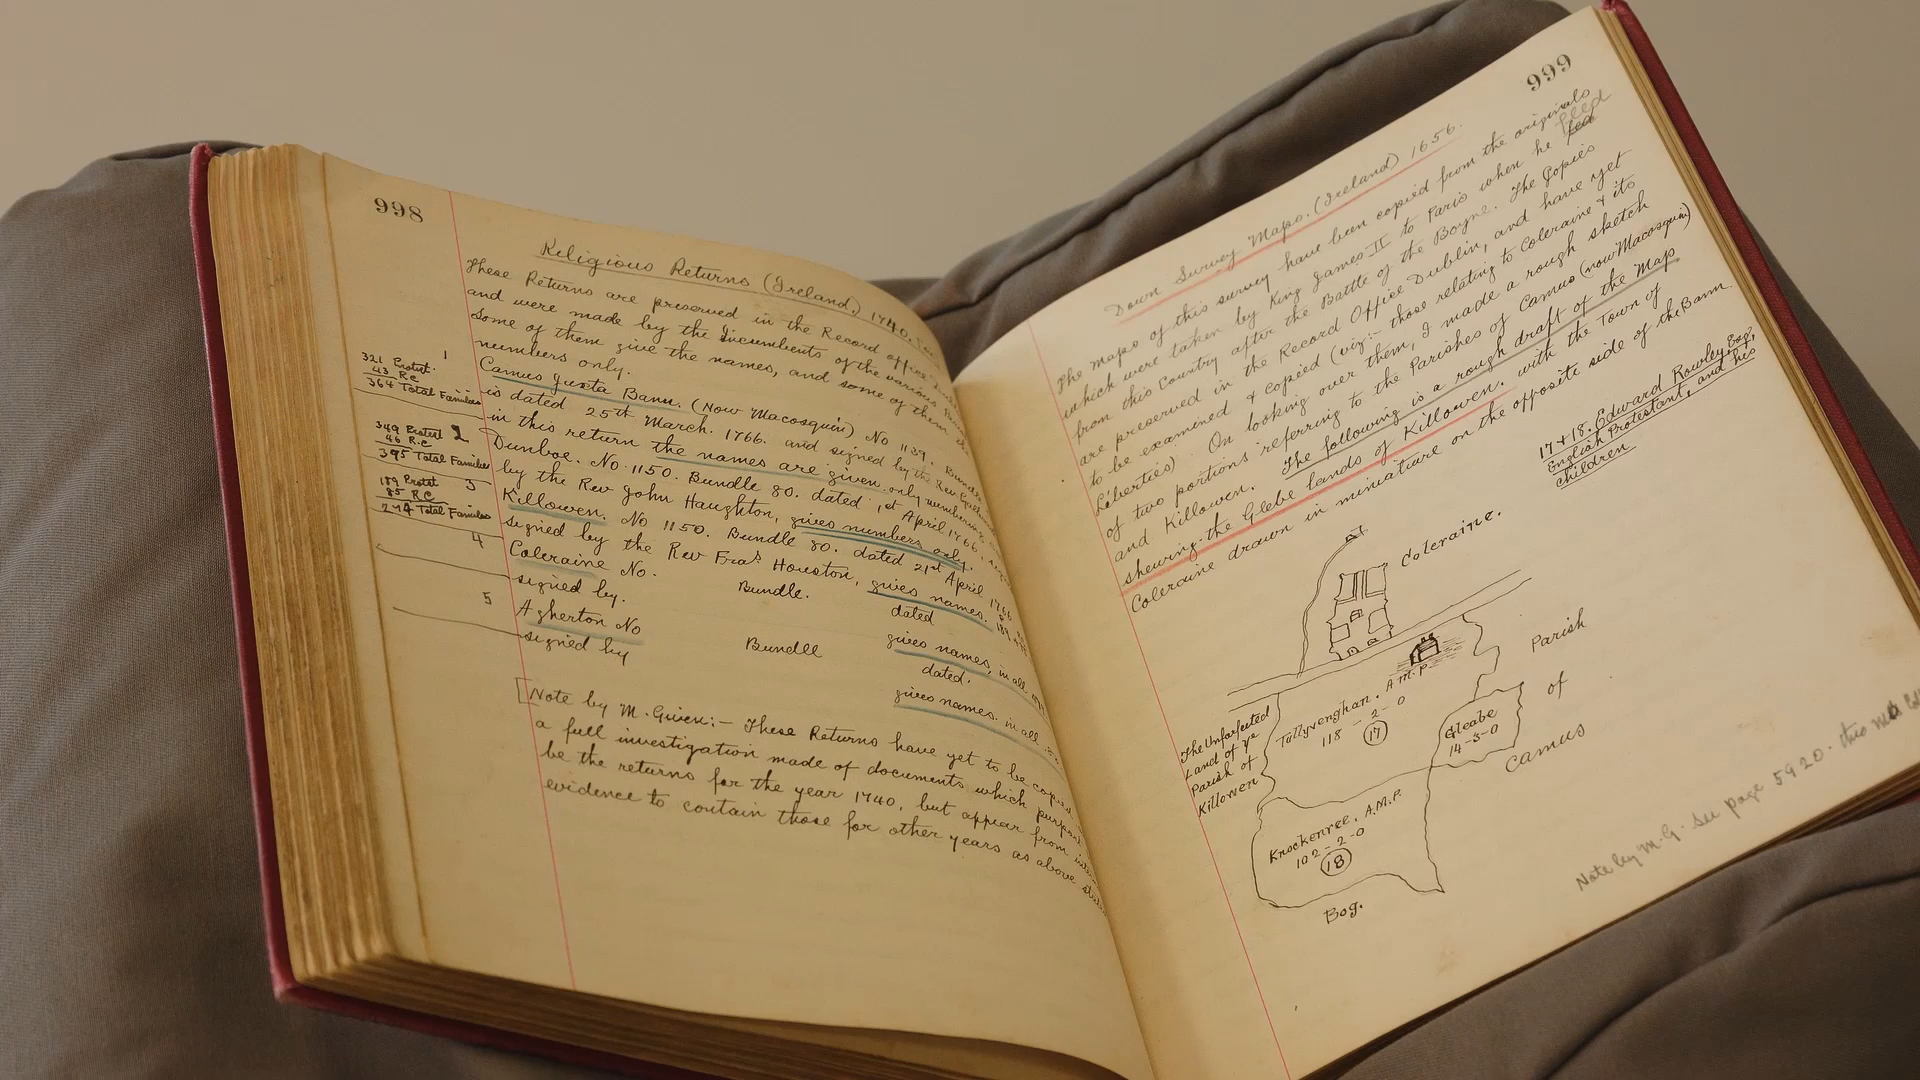 998
Religious Returns (Ireland.) 1740.
These Returns are preserved in the Record office
and were made by the Incumbents of the various
Some of them give the names, and some of them
numbers only.
1
321 Protest.
43 R.C
364 Total Families
Camus juxta Bann. (Now Macosquin) No 1139. Bundle
is dated 25th March. 1766. and signed by the Rev
in this return the names are given only numbering
349 Protest 2
46 R.C
395 Total Families
Dunboe. No. 1150. Bundle 80. dated 1st April 1766.
by the Rev John Haughton, gives numbers only.
189 Protest 3
85 R.C
274 Total Families
Killowen. No 1150. Bundle 80. dated 21st April 1766
signed by the Rev Fras Houston, gives names.
4
Coleraine No. Bundle. dated
signed by. gives names, in all
5
Agherton No Bundle dated.
signed by gives names. in all
[Note by M. Given:- These Returns have yet to be copied
a full investigation made of documents which purport
be the returns for the year 1740, but appear from
evidence to contain those for other years as above
999
Down Survey Maps. (Ireland) 1656.
The maps of this survey have been copied from the originals
which were taken by King James II to Paris when he fled
from this Country after the Battle of the Boyne. The Copies
are preserved in the Record Office Dublin, and have yet
to be examined & copied (viz: those relating to Coleraine & its
Liberties). On looking over them, I made a rough sketch
of two portions referring to the Parishes of Camus (now Macosquin)
and Killowen. The following is a rough draft of the Map
shewing the Glebe lands of Killowen. with the Town of
Coleraine drawn in miniature on the opposite side of the Bann.
17 & 18. Edward Rowley Esq.
English Protestant, and his
children
Coleraine.
Parish
of
Camus
The Unforfeited
Land of ye
Parish of
Killowen
Tullyvenghan. A.M.P.
118 - 2 - 0
17
Gleabe
14-3-0
Knockenree. A.M.P.
102-2-0
18
Bog.
Note by M.G. See page 5920. this